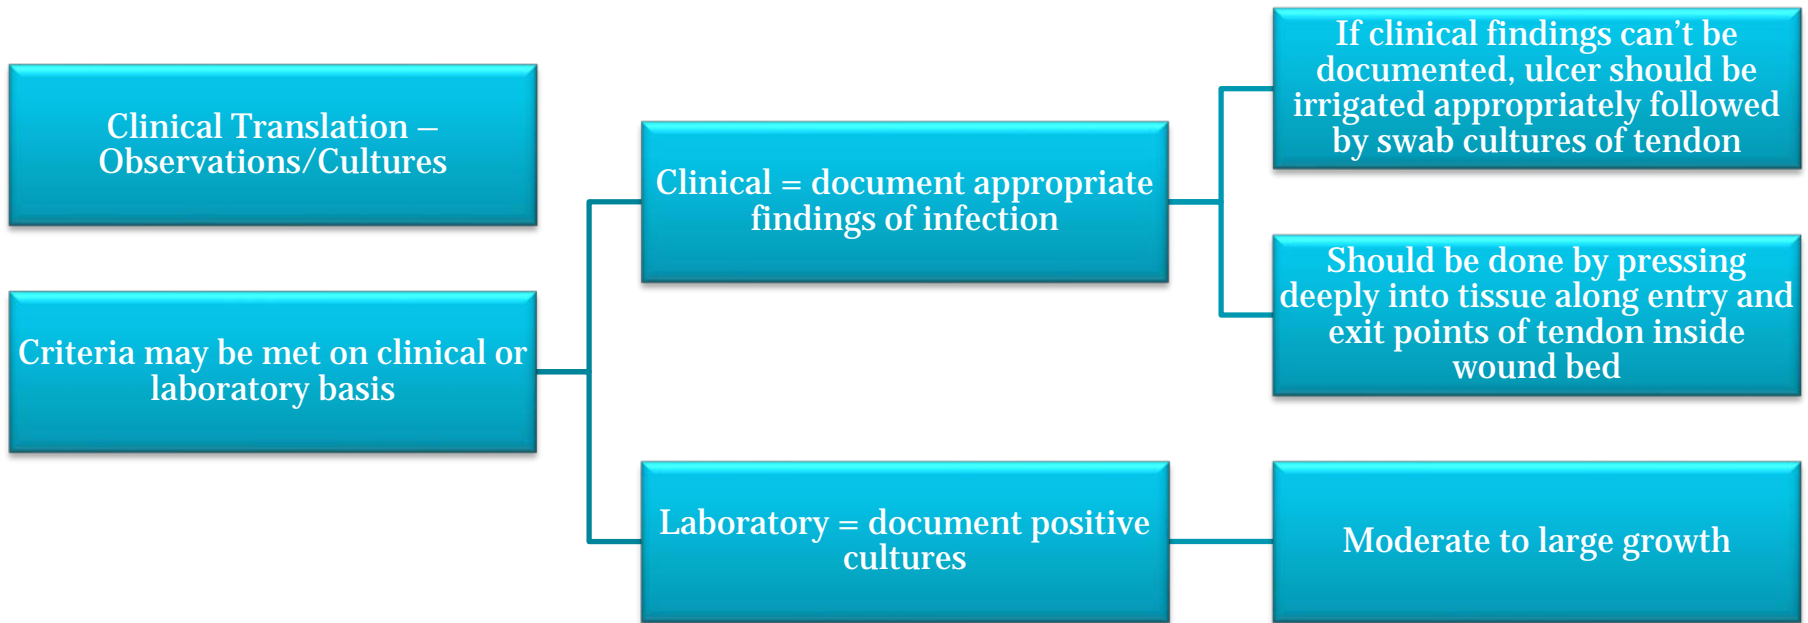 Clinical Translation –
Observations/Cultures
Criteria may be met on clinical or
laboratory basis
Clinical = document appropriate
findings of infection
If clinical findings can’t be
documented, ulcer should be
irrigated appropriately followed
by swab cultures of tendon
Should be done by pressing
deeply into tissue along entry and
exit points of tendon inside
wound bed
Laboratory = document positive
cultures
Moderate to large growth